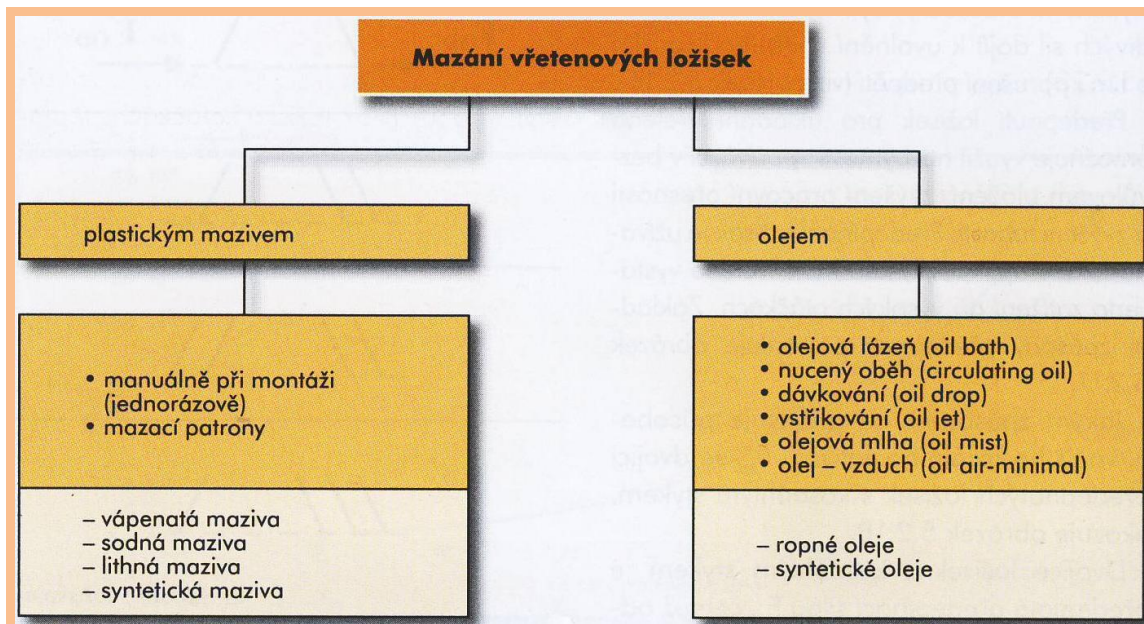 Mazání vřetenových ložisek
plastickým mazivem
olejem
• manuálně při montáži
(jednorázově)
• mazací patrony
• olejová lázeň (oil bath)
• nucený oběh (circulating oil)
• dávkování (oil drop)
• vstřikování (oil jet)
• olejová mlha (oil mist)
• olej – vzduch (oil air-minimal)
– vápenatá maziva
– sodná maziva
– lithná maziva
– syntetická maziva
– ropné oleje
– syntetické oleje